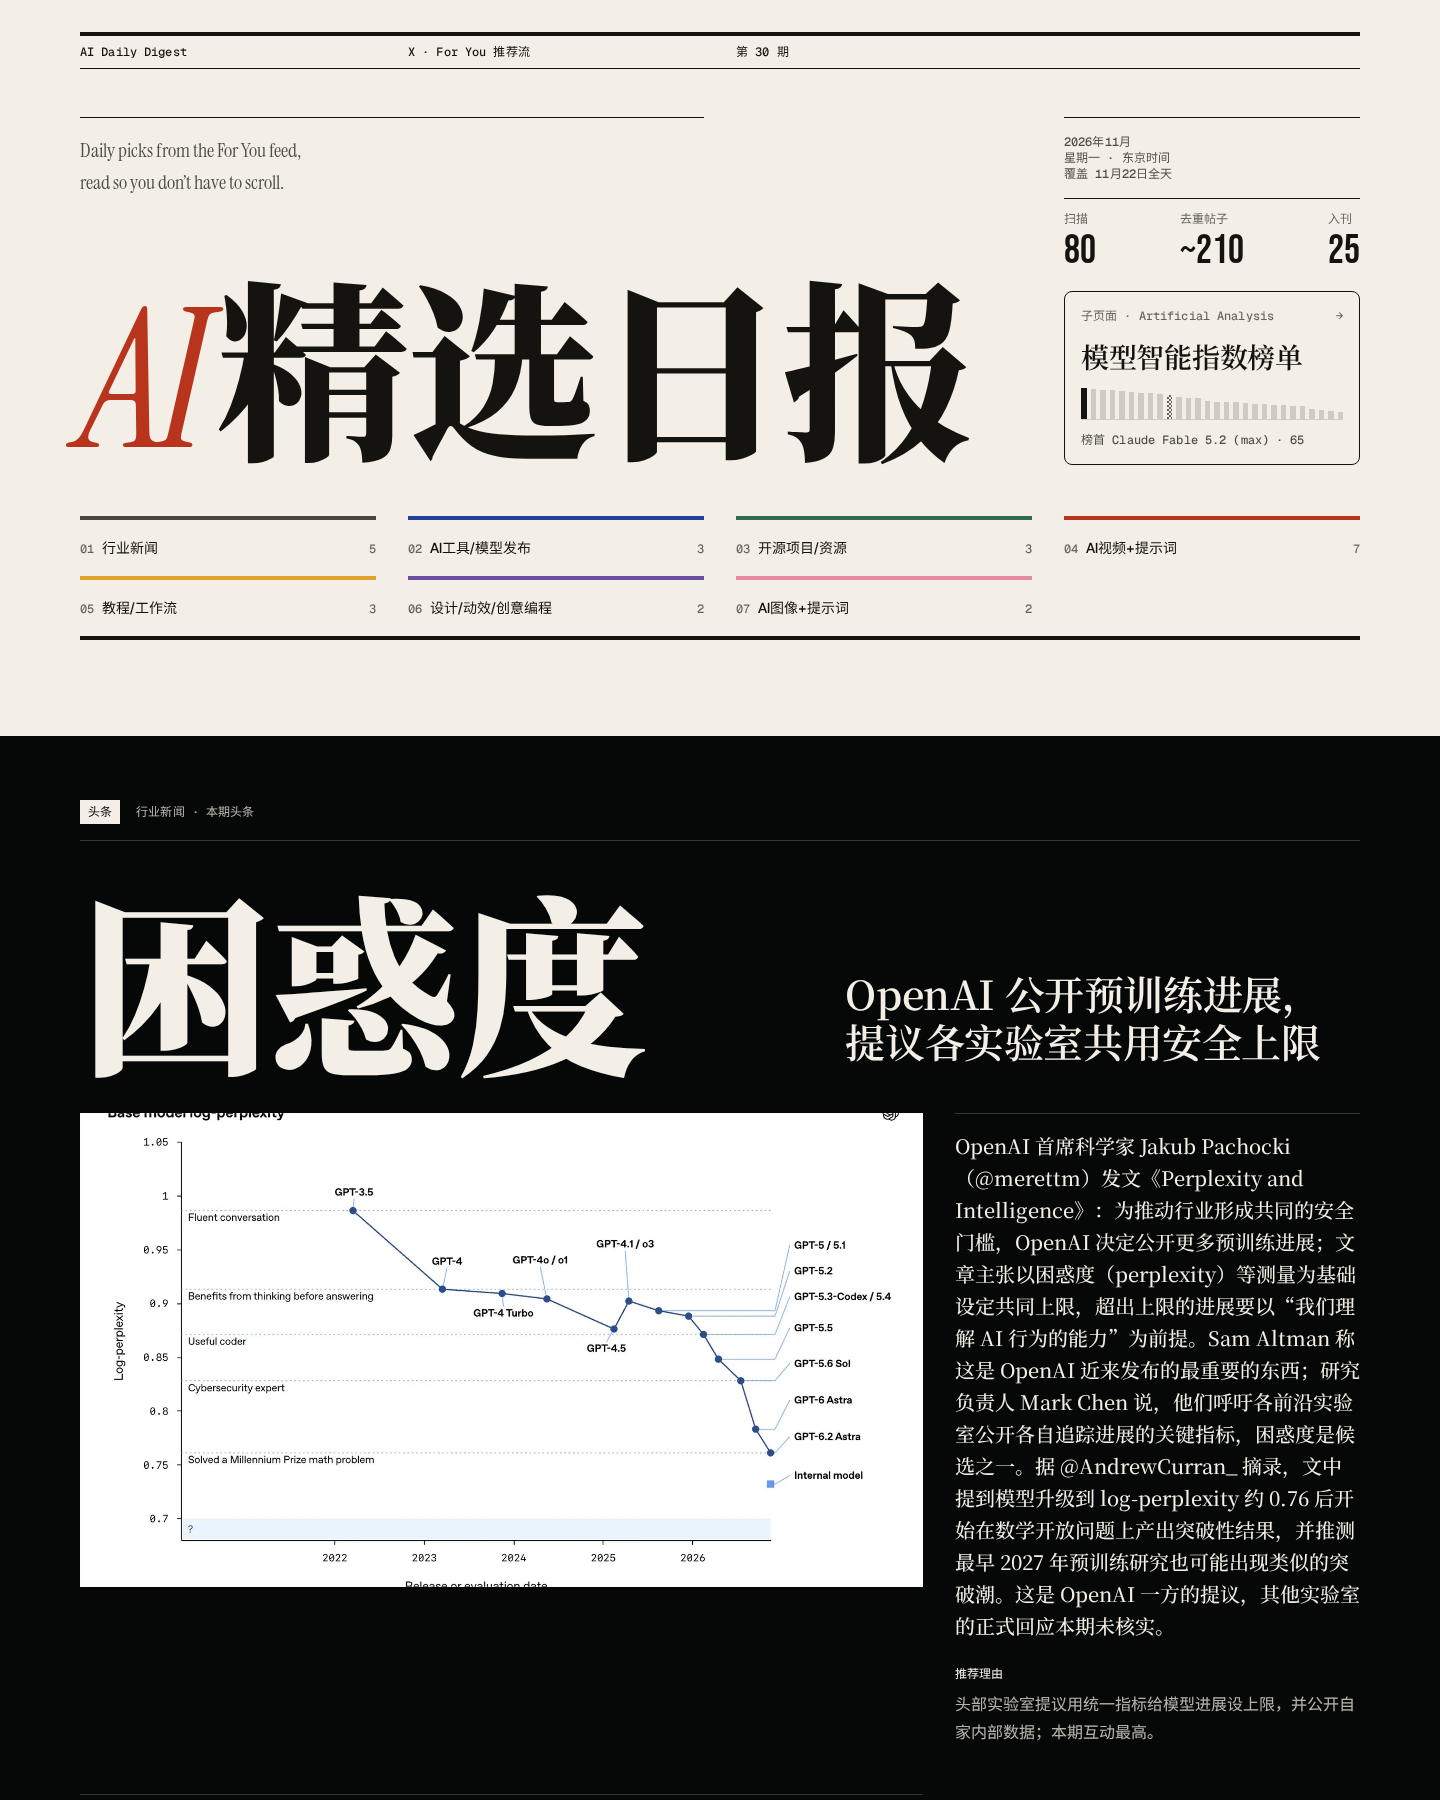 AI Daily Digest
X · For You 推荐流
第 30 期
Daily picks from the For You feed,
read so you don't have to scroll.
2026年11月
星期一 · 东京时间
覆盖 11月22日全天
扫描 去重帖子 入刊
80 ~210 25
AI精选日报
子页面 · Artificial Analysis →
模型智能指数榜单
榜首 Claude Fable 5.2 (max) · 65
01 行业新闻 5
02 AI工具/模型发布 3
03 开源项目/资源 3
04 AI视频+提示词 7
05 教程/工作流 3
06 设计/动效/创意编程 2
07 AI图像+提示词 2
头条 行业新闻 · 本期头条
困惑度
OpenAI 公开预训练进展，
提议各实验室共用安全上限
Base model log-perplexity
Log-perplexity
1.05
1
0.95
0.9
0.85
0.8
0.75
0.7
Fluent conversation
Benefits from thinking before answering
Useful coder
Cybersecurity expert
Solved a Millennium Prize math problem
?
GPT-3.5
GPT-4
GPT-4 Turbo
GPT-4o / o1
GPT-4.5
GPT-4.1 / o3
GPT-5 / 5.1
GPT-5.2
GPT-5.3-Codex / 5.4
GPT-5.5
GPT-5.6 Sol
GPT-6 Astra
GPT-6.2 Astra
Internal model
2022 2023 2024 2025 2026
Release or evaluation date
OpenAI 首席科学家 Jakub Pachocki
（@merettm）发文《Perplexity and
Intelligence》：为推动行业形成共同的安全
门槛，OpenAI 决定公开更多预训练进展；文
章主张以困惑度（perplexity）等测量为基础
设定共同上限，超出上限的进展要以“我们理
解 AI 行为的能力”为前提。Sam Altman 称
这是 OpenAI 近来发布的最重要的东西；研究
负责人 Mark Chen 说，他们呼吁各前沿实验
室公开各自追踪进展的关键指标，困惑度是候
选之一。据 @AndrewCurran_ 摘录，文中
提到模型升级到 log-perplexity 约 0.76 后开
始在数学开放问题上产出突破性结果，并推测
最早 2027 年预训练研究也可能出现类似的突
破潮。这是 OpenAI 一方的提议，其他实验室
的正式回应本期未核实。
推荐理由
头部实验室提议用统一指标给模型进展设上限，并公开自
家内部数据；本期互动最高。